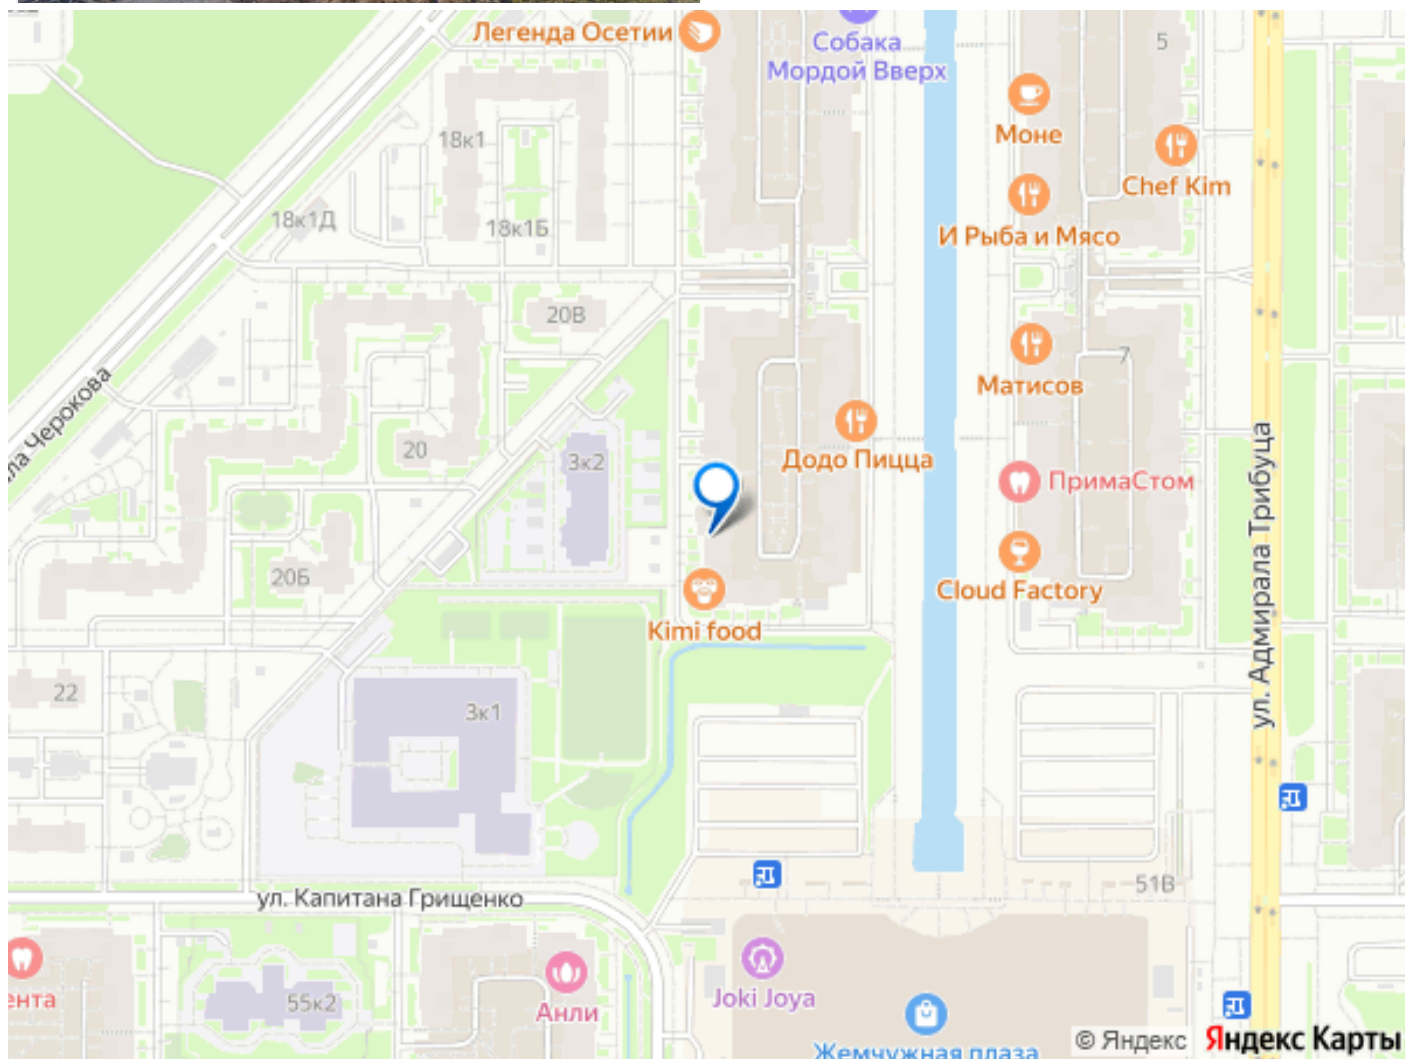 Легенда Осетии
Собака
Мордой Вверх
5
Моне
18к1
Chef Kim
18к1Д
18к1Б
И Рыба и Мясо
20В
7
Матисов
ла Черокова
20
3к2
Додо Пицца
ПримаСтом
ул. Адмирала Трибуца
20Б
Cloud Factory
Kimi food
22
3к1
51В
ул. Капитана Грищенко
ента
55к2
Анли
Joki Joya
Жемчужная плаза
© Яндекс
Яндекс Карты